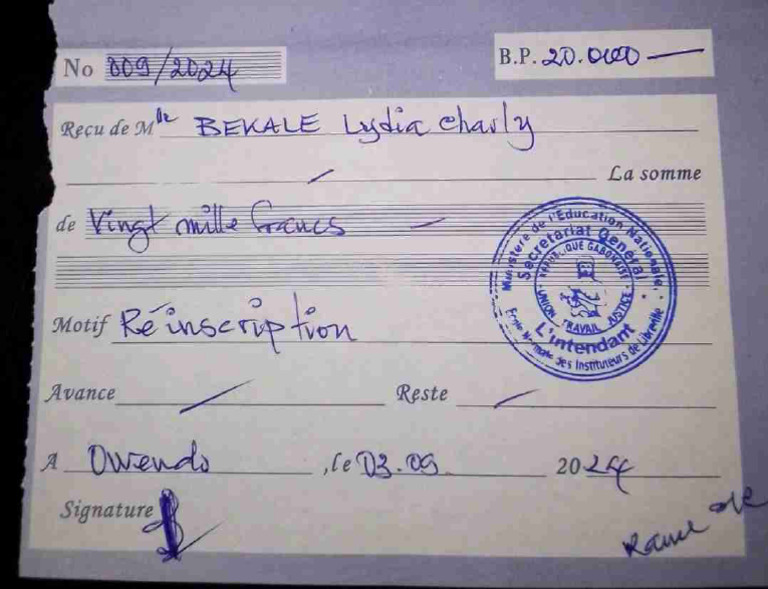 No 009/2024
B.P. 20.000
Reçu de Mlle BEKALE Lydia Charly
La somme
de Vingt mille francs
Ministère de l'Education Nationale,
Secrétariat Général
REPUBLIQUE GABONAISE
UNION TRAVAIL JUSTICE
L'intendant
Ecole Normale des Instituteurs de Libreville
Motif Réinscription
Avance Reste
A Owendo, le 03.09 2024
Signature